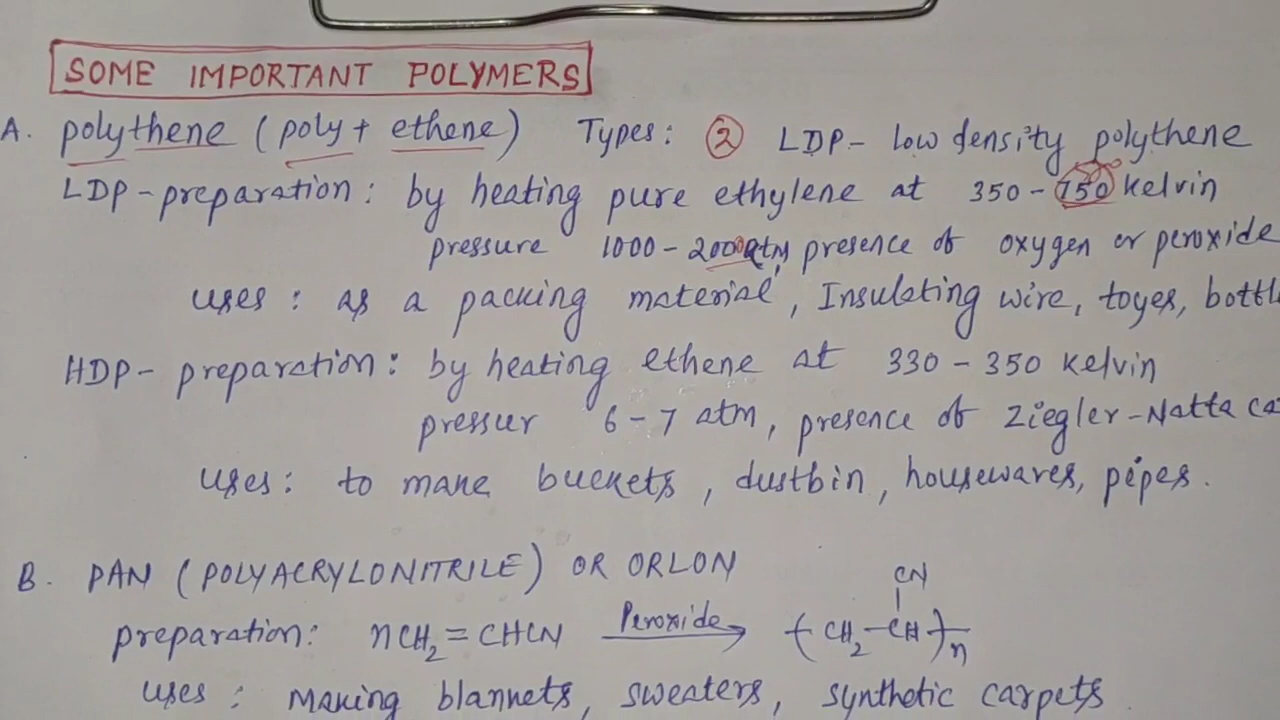 SOME IMPORTANT POLYMERS
A. polythene (poly + ethene) Types: ② LDP - low density polythene
LDP - preparation: by heating pure ethylene at 350 - 750 Kelvin
pressure 1000 - 2000 atm, presence of oxygen or peroxide
uses: as a packing material, Insulating wire, toyes, bottl
HDP - preparation: by heating ethene at 330 - 350 Kelvin
pressur 6 - 7 atm, presence of Ziegler-Natta ca
uses: to make buckets, dustbin, housewares, pipes.
B. PAN (POLYACRYLONITRILE) OR ORLON
CN
preparation: nCH₂ = CHCN Peroxide → (CH₂ - CH)n
uses: Making blankets, sweaters, synthetic carpets